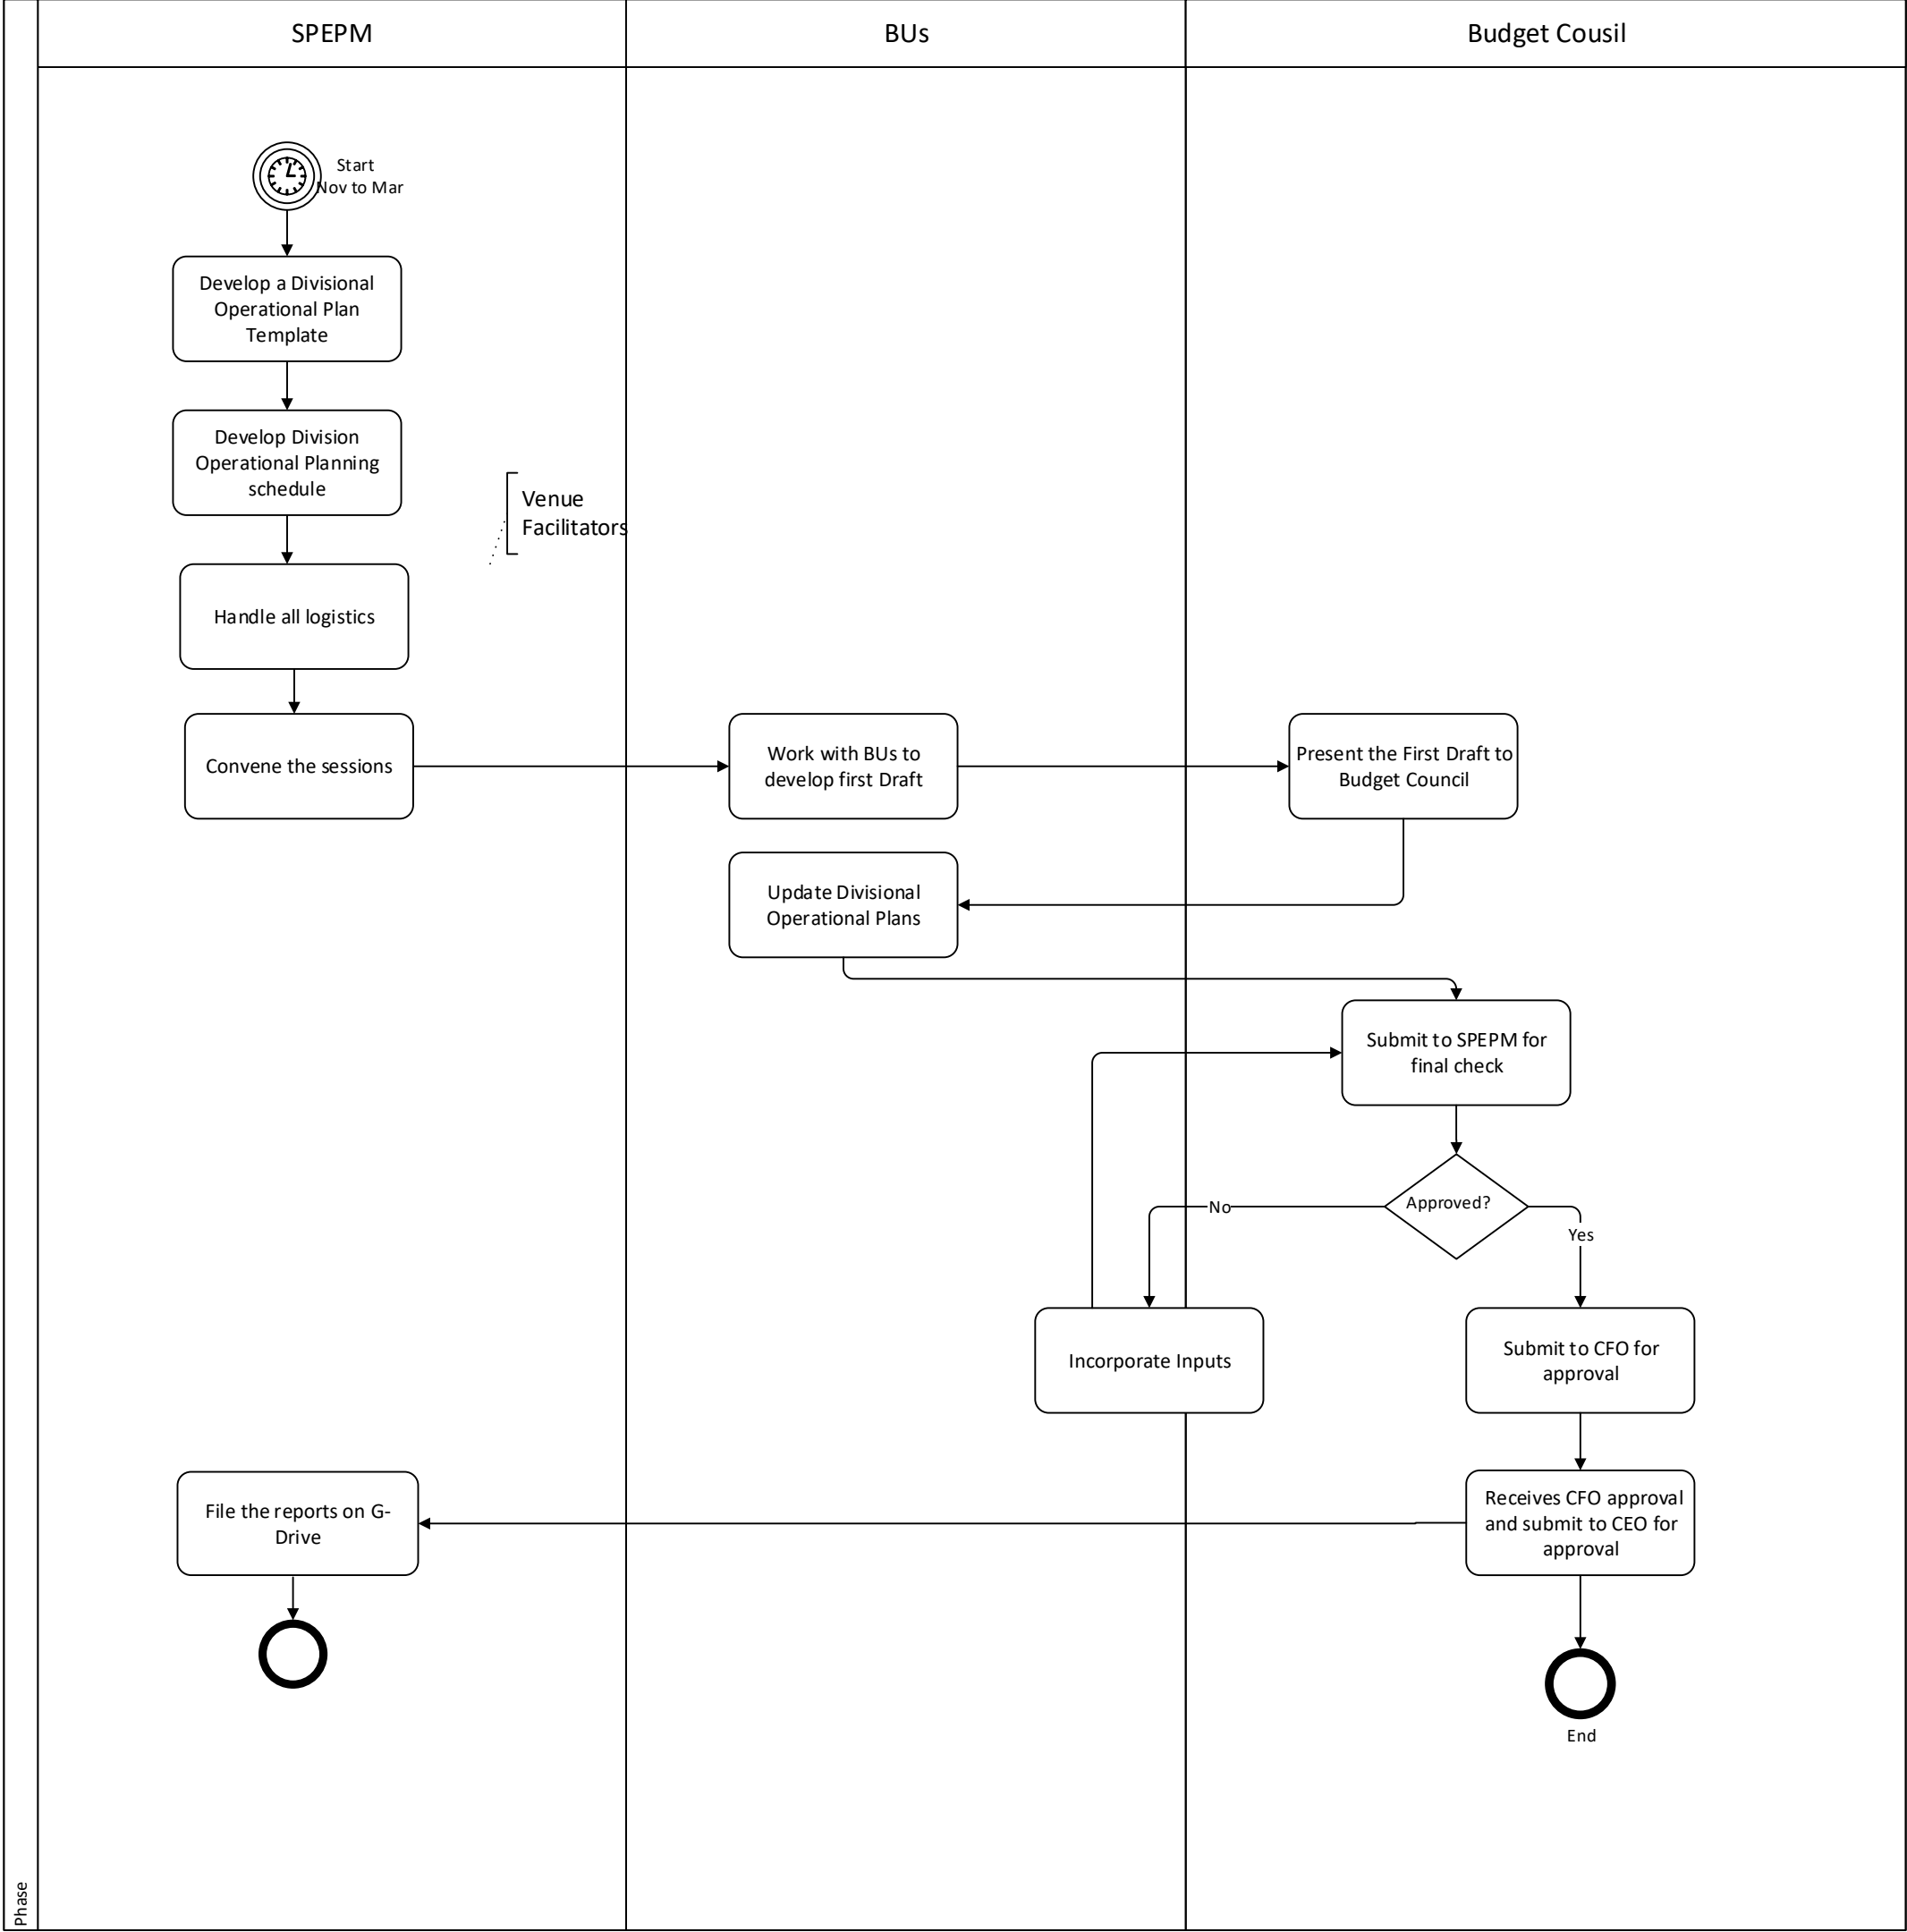 SPEPM
BUs
Budget Cousil
Start
Nov to Mar
Develop a Divisional
Operational Plan
Template
Develop Division
Operational Planning
schedule
Venue
Facilitators
Handle all logistics
Convene the sessions
Work with BUs to
develop first Draft
Present the First Draft to
Budget Council
Update Divisional
Operational Plans
Submit to SPEPM for
final check
Approved?
No
Yes
Incorporate Inputs
Submit to CFO for
approval
File the reports on G-
Drive
Receives CFO approval
and submit to CEO for
approval
End
Phase